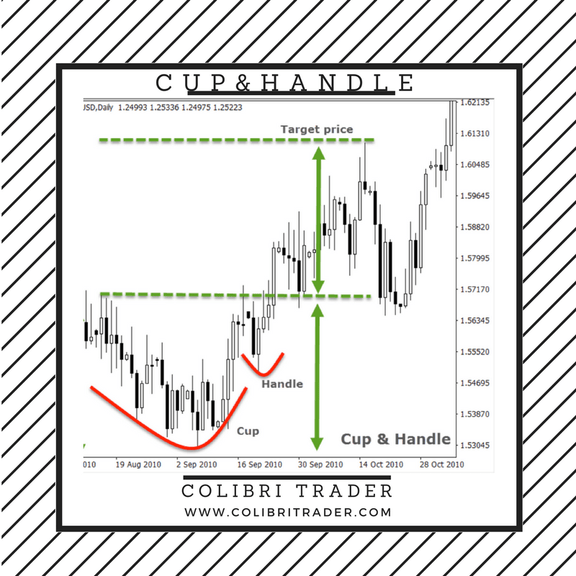 CUP&HANDLE
JSD,Daily 1.24993 1.25336 1.24975 1.25223
1.62135
Target price
1.61310
1.60485
1.59645
1.58820
1.57995
1.57170
1.56345
1.55520
Handle
1.54695
1.53870
Cup
Cup & Handle
1.53045
010 19 Aug 2010 2 Sep 2010 16 Sep 2010 30 Sep 2010 14 Oct 2010 28 Oct 2010
COLIBRI TRADER
WWW.COLIBRITRADER.COM